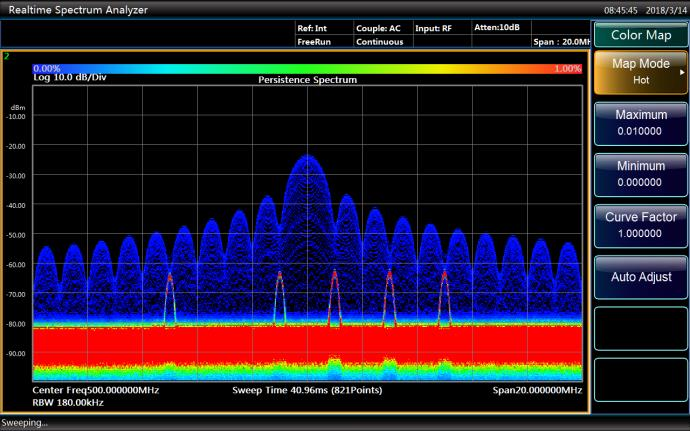 Realtime Spectrum Analyzer 08:45:45 2018/3/14
Ref: Int Couple: AC Input: RF Atten:10dB
FreeRun Continuous Span : 20.0MH
Color Map
Map Mode
Hot
Maximum
0.010000
Minimum
0.000000
Curve Factor
1.000000
Auto Adjust
2
0.00% 1.00%
Log 10.0 dB/Div Persistence Spectrum
dBm
-10.00
-20.00
-30.00
-40.00
-50.00
-60.00
-70.00
-80.00
-90.00
Center Freq500.000000MHz Sweep Time 40.96ms (821Points) Span20.000000MHz
RBW 180.00kHz
Sweeping...